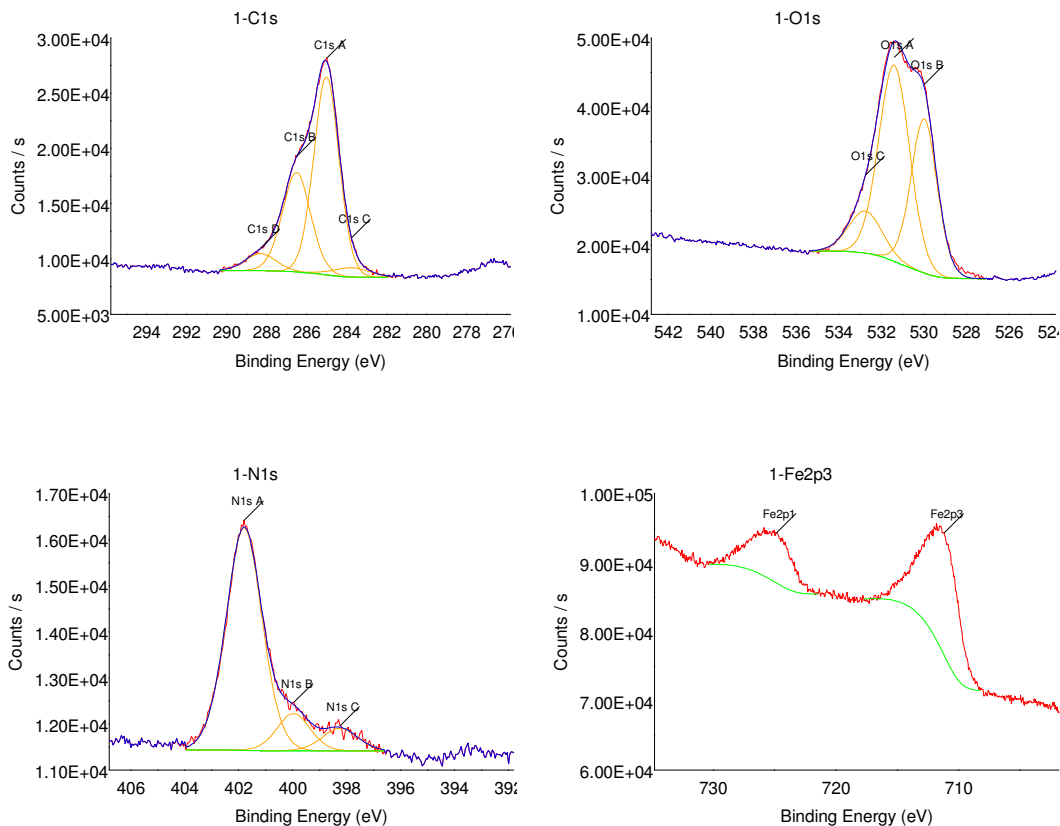 1-C1s
3.00E+04
2.50E+04
2.00E+04
1.50E+04
1.00E+04
5.00E+03
Counts / s
C1s A
C1s B
C1s C
C1s D
294 292 290 288 286 284 282 280 278 276
Binding Energy (eV)
1-O1s
5.00E+04
4.00E+04
3.00E+04
2.00E+04
1.00E+04
Counts / s
O1s A
O1s B
O1s C
542 540 538 536 534 532 530 528 526 524
Binding Energy (eV)
1-N1s
1.70E+04
1.60E+04
1.50E+04
1.40E+04
1.30E+04
1.20E+04
1.10E+04
Counts / s
N1s A
N1s B
N1s C
406 404 402 400 398 396 394 392
Binding Energy (eV)
1-Fe2p3
1.00E+05
9.00E+04
8.00E+04
7.00E+04
6.00E+04
Counts / s
Fe2p1
Fe2p3
730 720 710
Binding Energy (eV)